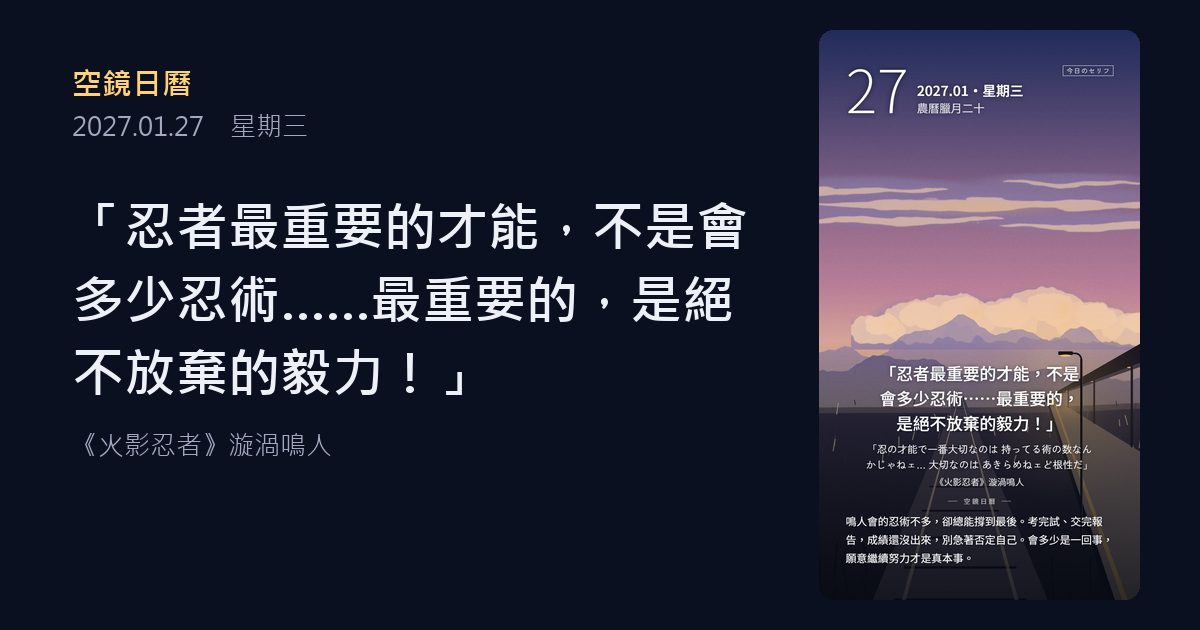 空鏡日曆
2027.01.27 星期三
「忍者最重要的才能，不是會
多少忍術……最重要的，是絕
不放棄的毅力！」
《火影忍者》漩渦鳴人
27
2027.01・星期三
農曆臘月二十
今日のセリフ
「忍者最重要的才能，不是
會多少忍術……最重要的，
是絕不放棄的毅力！」
「忍の才能で一番大切なのは 持ってる術の数なん
かじゃねェ… 大切なのは あきらめねェど根性だ」
《火影忍者》漩渦鳴人
空鏡日曆
鳴人會的忍術不多，卻總能撐到最後。考完試、交完報
告，成績還沒出來，別急著否定自己。會多少是一回事，
願意繼續努力才是真本事。